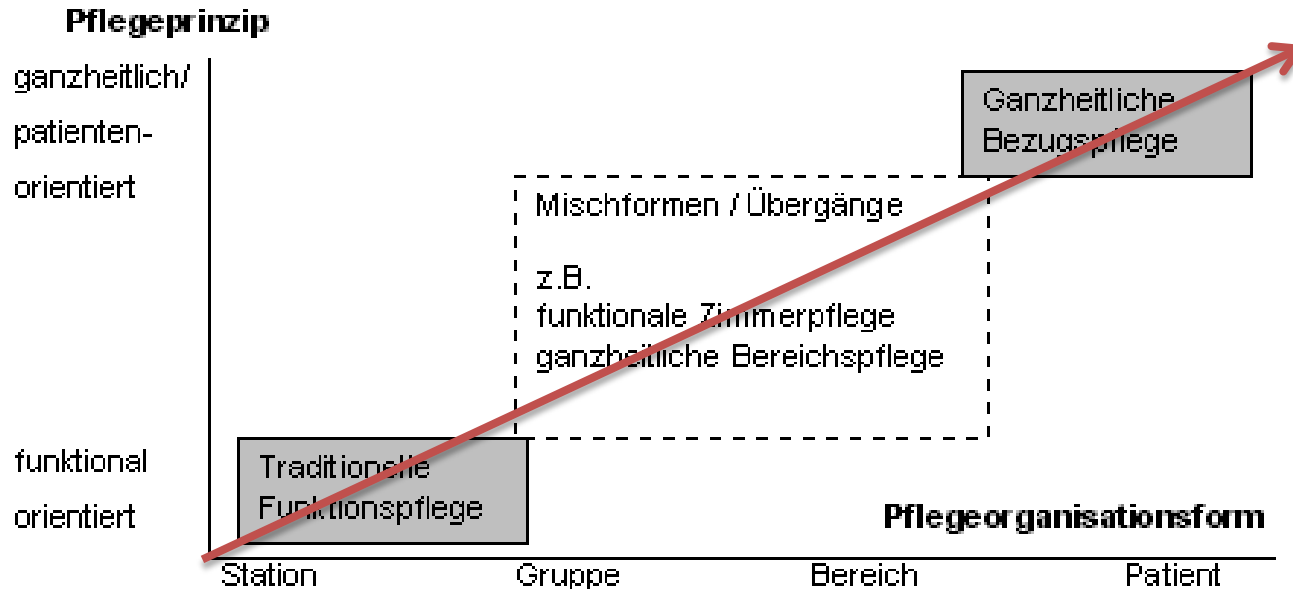 Pflegeprinzip
ganzheitlich/
patienten-
orientiert
Ganzheitliche
Bezugspflege
Mischformen / Übergänge
z.B.
funktionale Zimmerpflege
ganzheitliche Bereichspflege
funktional
orientiert
Traditionelle
Funktionspflege
Pflegeorganisationsform
Station Gruppe Bereich Patient